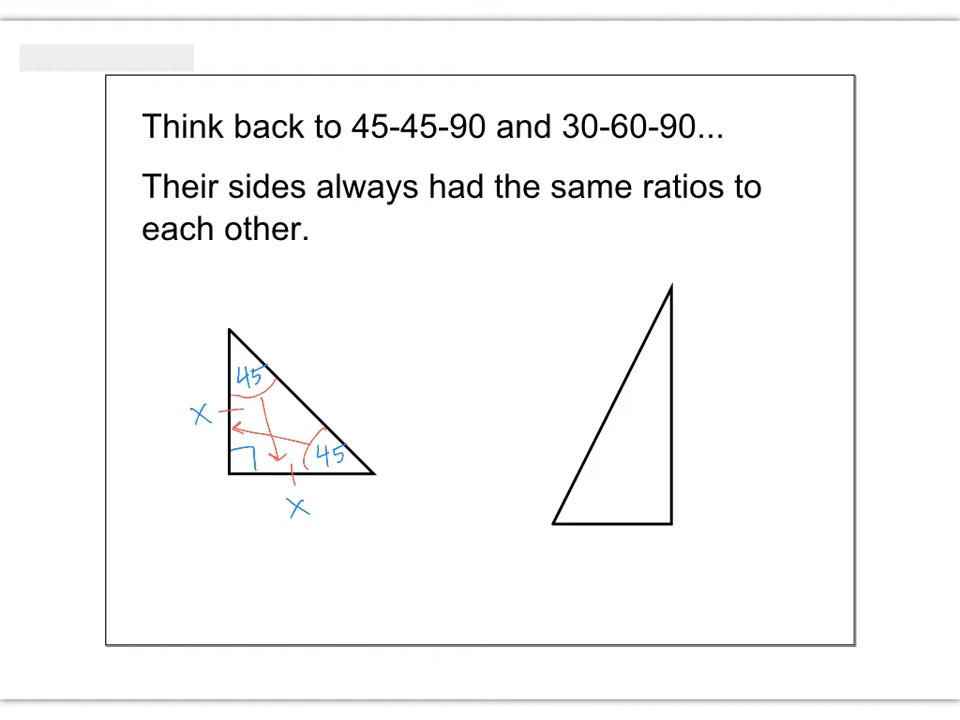 Think back to 45-45-90 and 30-60-90...
Their sides always had the same ratios to
each other.
45
x
45
x